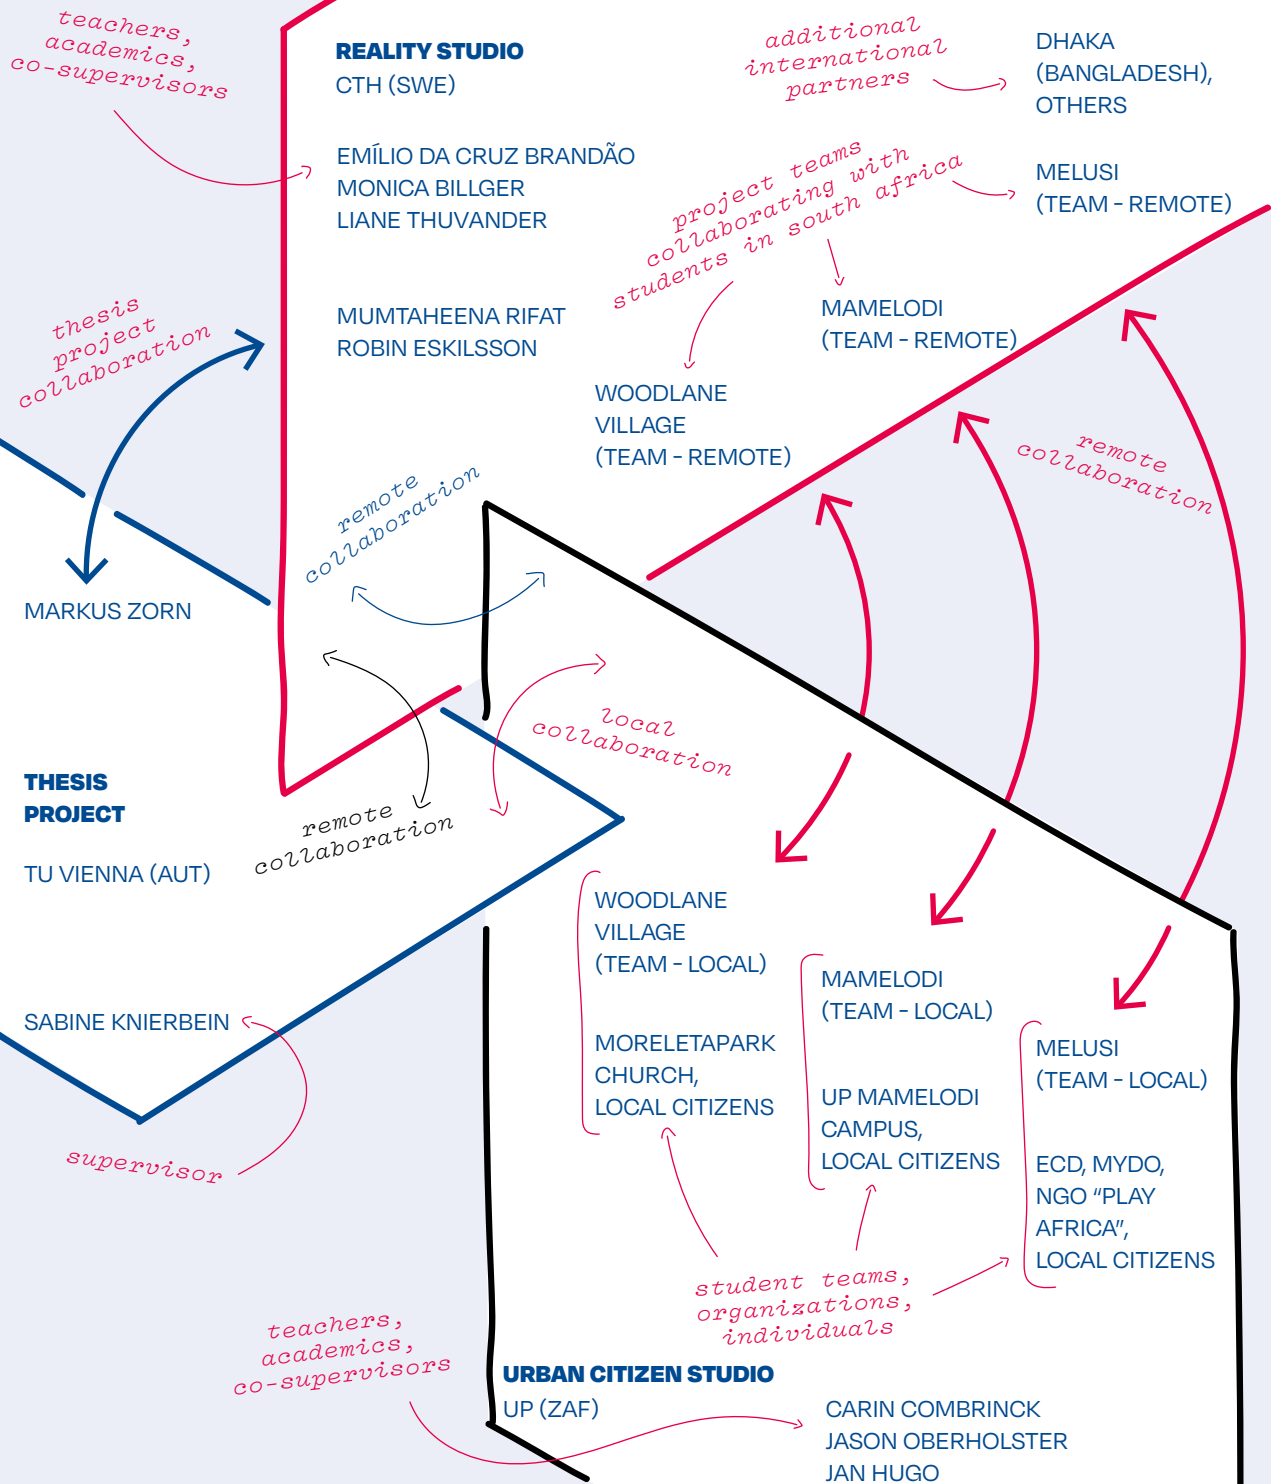 teachers,
academics,
co-supervisors
REALITY STUDIO
CTH (SWE)
EMÍLIO DA CRUZ BRANDÃO
MONICA BILLGER
LIANE THUVANDER
MUMTAHEENA RIFAT
ROBIN ESKILSSON
additional
international
partners
DHAKA
(BANGLADESH),
OTHERS
project teams
collaborating with
students in south africa
MELUSI
(TEAM - REMOTE)
MAMELODI
(TEAM - REMOTE)
WOODLANE
VILLAGE
(TEAM - REMOTE)
thesis
project
collaboration
remote
collaboration
remote
collaboration
MARKUS ZORN
local
collaboration
THESIS
PROJECT
TU VIENNA (AUT)
remote
collaboration
SABINE KNIERBEIN
supervisor
WOODLANE
VILLAGE
(TEAM - LOCAL)
MORELETAPARK
CHURCH,
LOCAL CITIZENS
MAMELODI
(TEAM - LOCAL)
UP MAMELODI
CAMPUS,
LOCAL CITIZENS
MELUSI
(TEAM - LOCAL)
ECD, MYDO,
NGO “PLAY
AFRICA”,
LOCAL CITIZENS
student teams,
organizations,
individuals
teachers,
academics,
co-supervisors
URBAN CITIZEN STUDIO
UP (ZAF)
CARIN COMBRINCK
JASON OBERHOLSTER
JAN HUGO